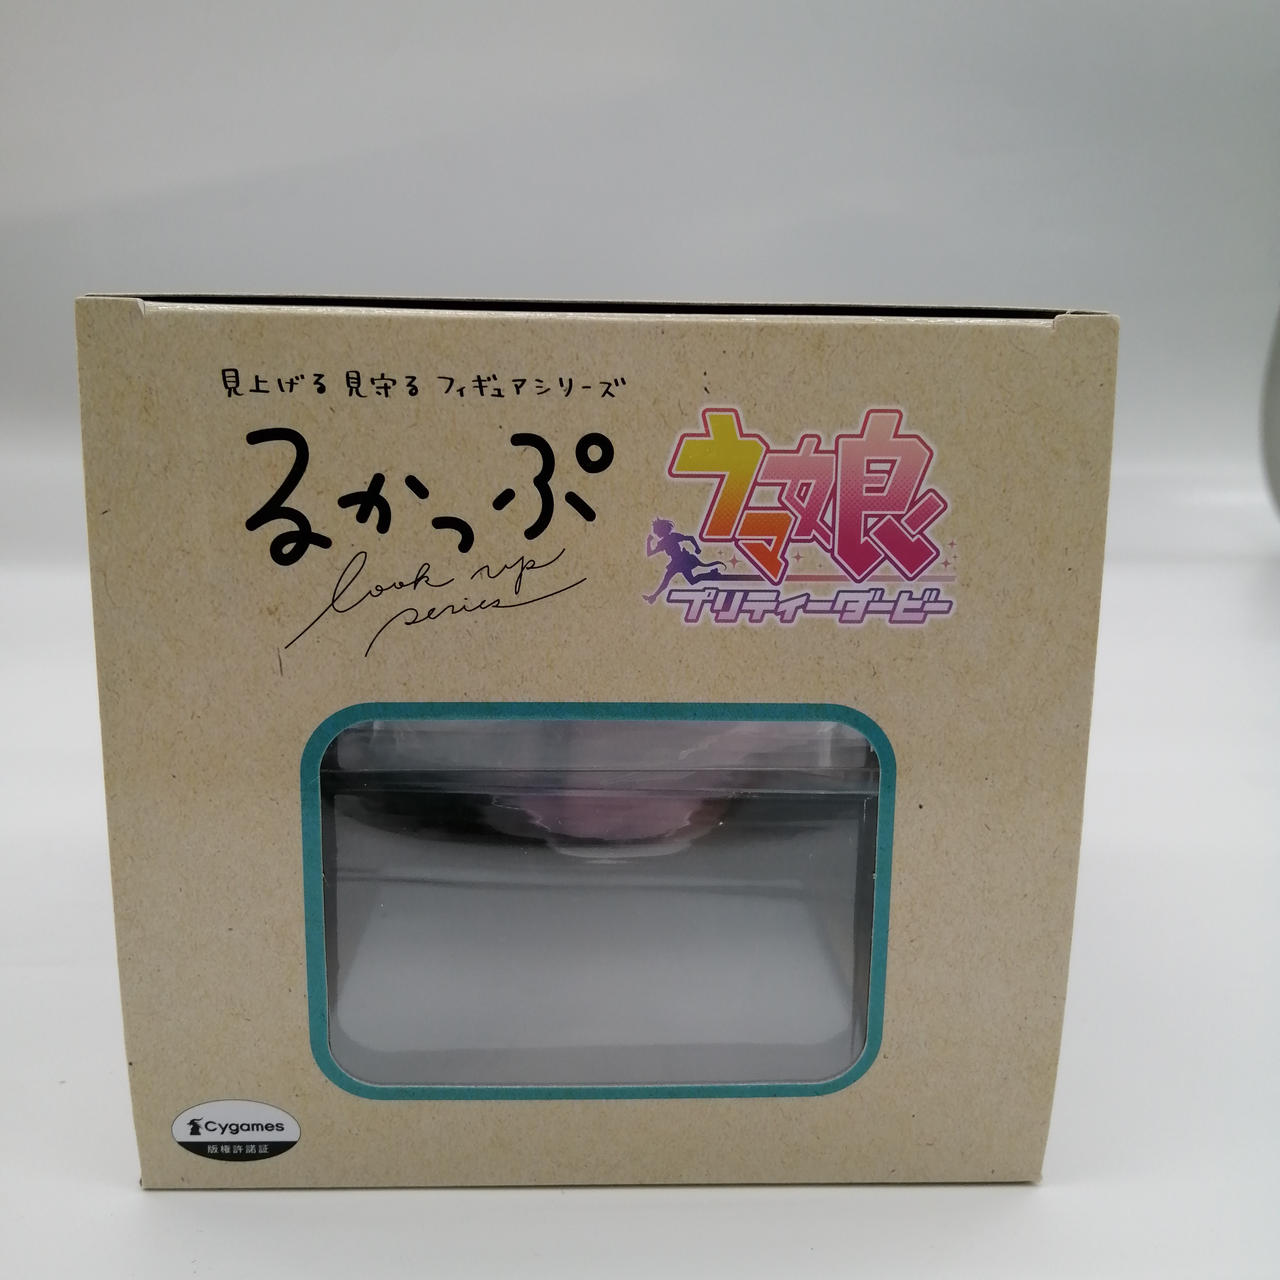 見上げる 見守る フィギュアシリーズ
るかっぷ
look up
series
ウマ娘
プリティーダービー
Cygames
版権許諾証